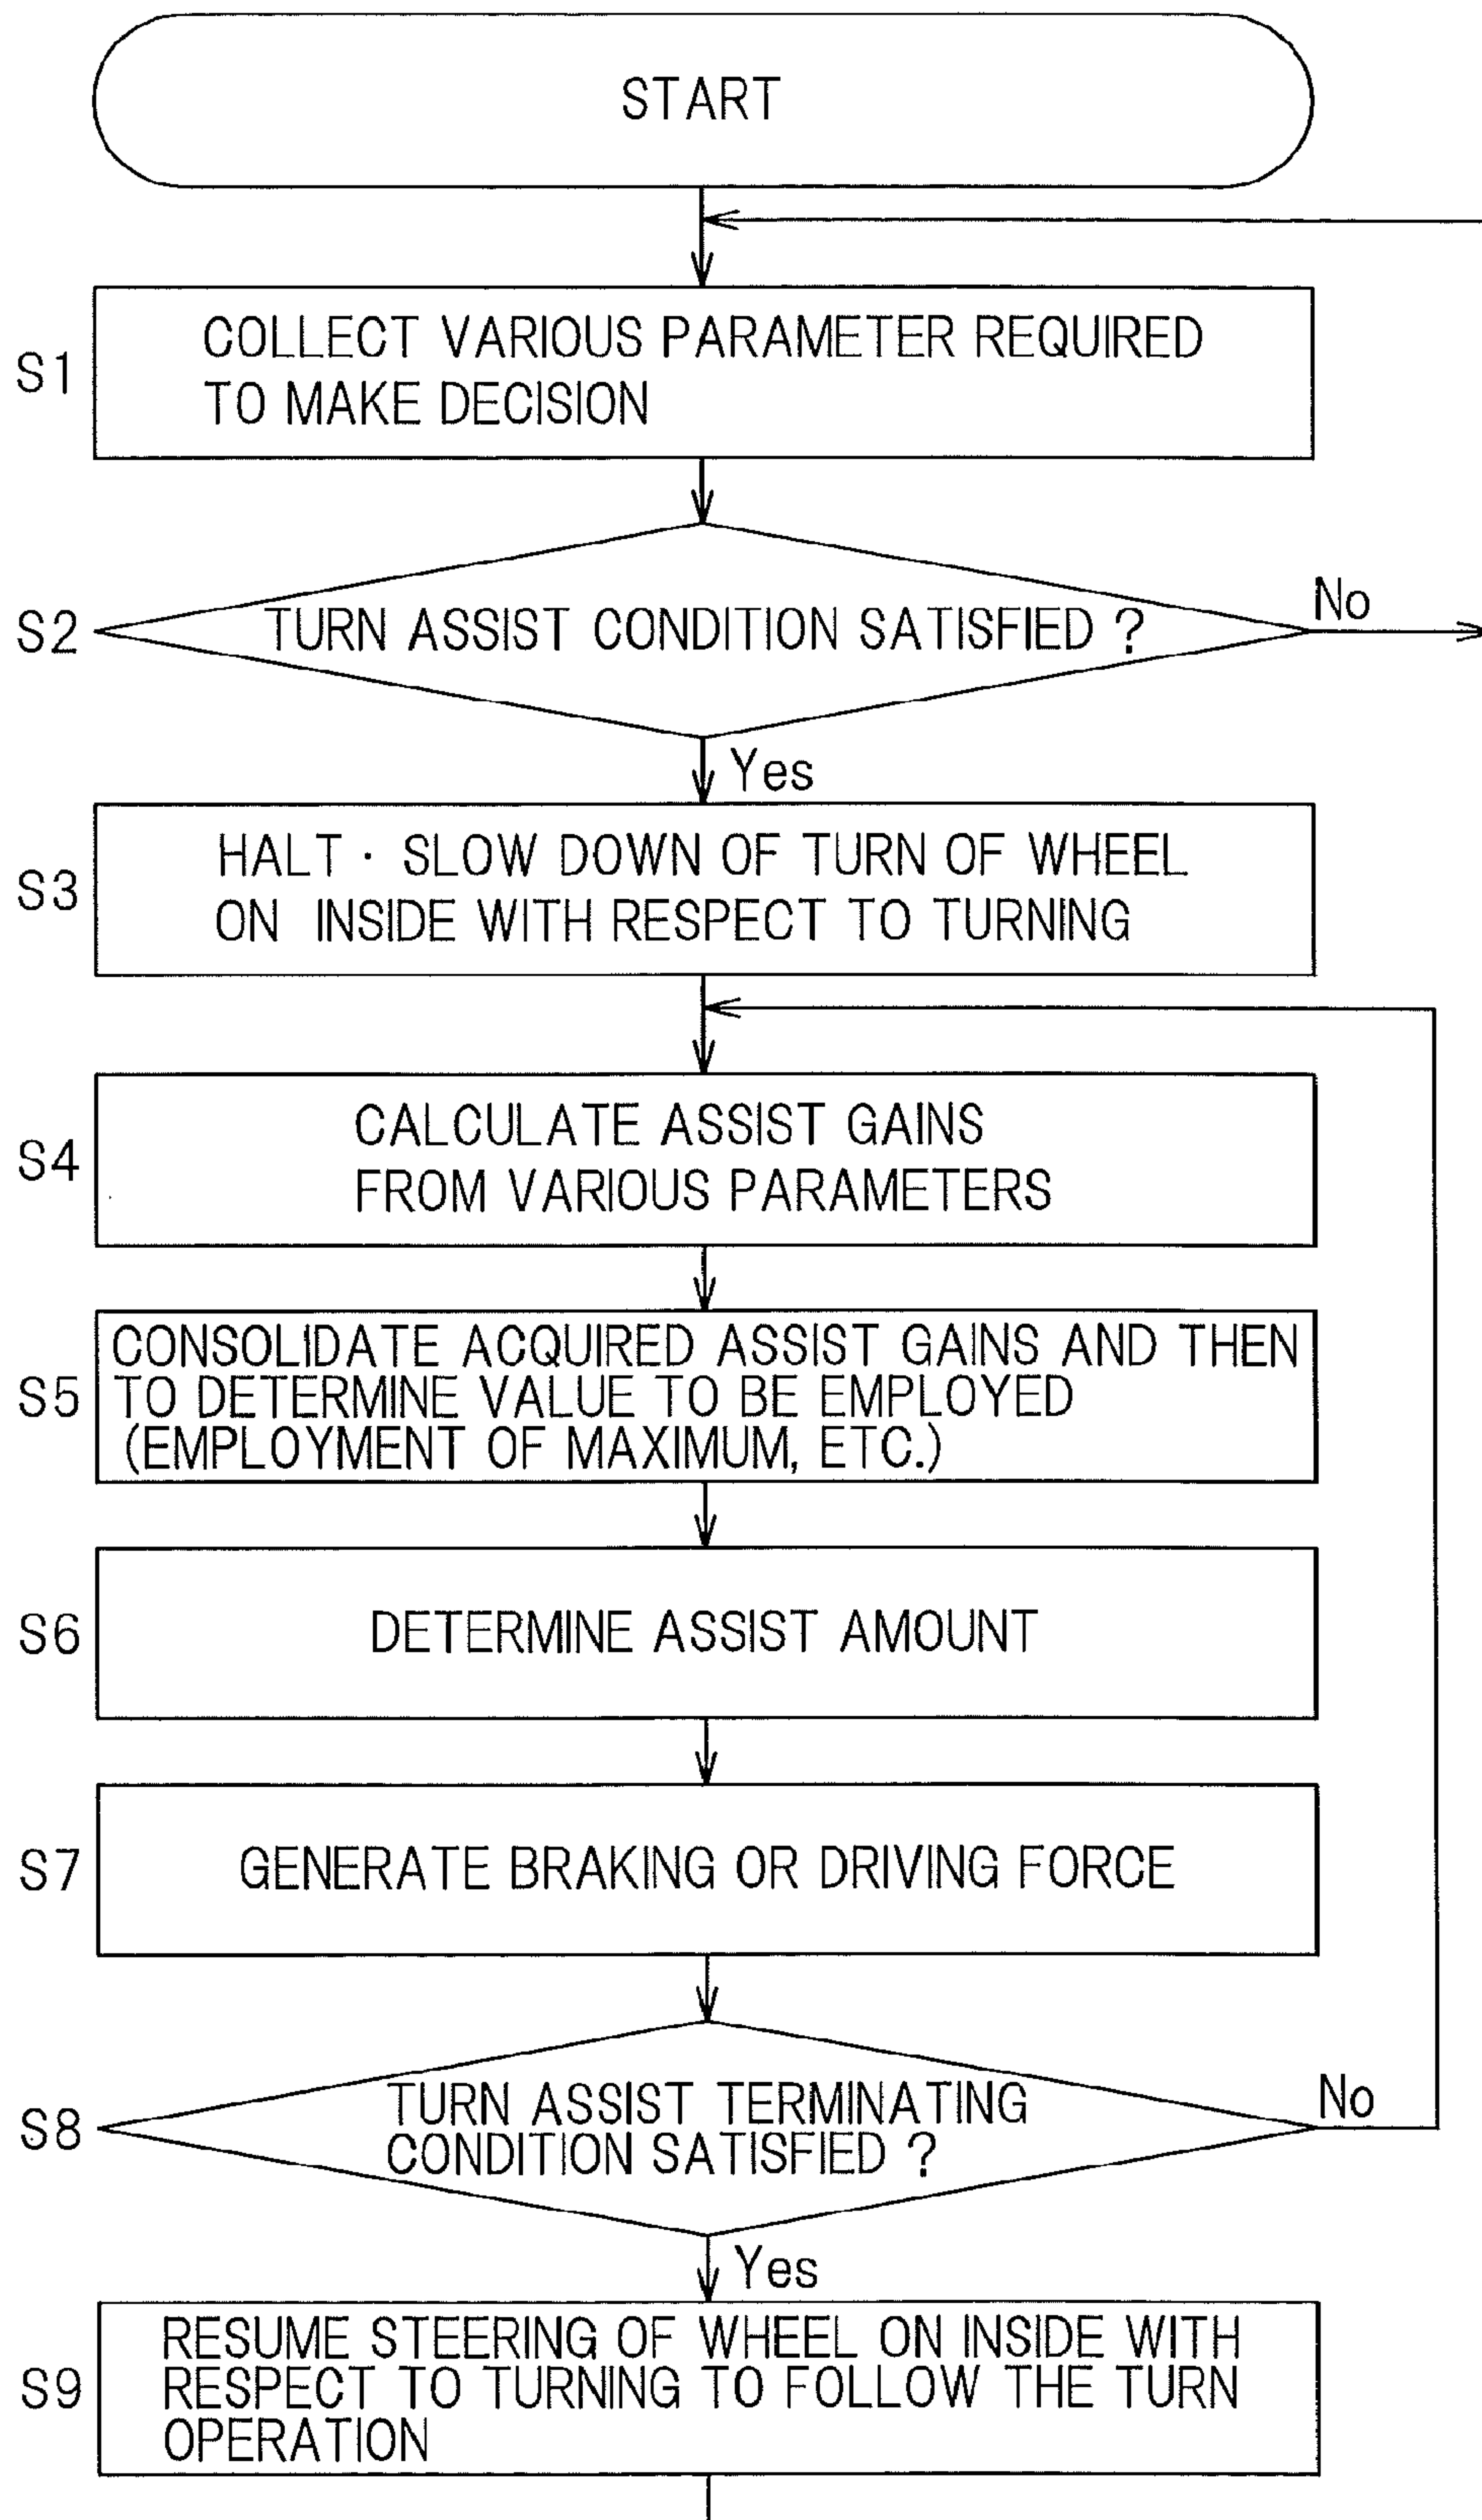 START
S1
COLLECT VARIOUS PARAMETER REQUIRED
TO MAKE DECISION
S2
TURN ASSIST CONDITION SATISFIED ?
No
Yes
S3
HALT · SLOW DOWN OF TURN OF WHEEL
ON INSIDE WITH RESPECT TO TURNING
S4
CALCULATE ASSIST GAINS
FROM VARIOUS PARAMETERS
S5
CONSOLIDATE ACQUIRED ASSIST GAINS AND THEN
TO DETERMINE VALUE TO BE EMPLOYED
(EMPLOYMENT OF MAXIMUM, ETC.)
S6
DETERMINE ASSIST AMOUNT
S7
GENERATE BRAKING OR DRIVING FORCE
S8
TURN ASSIST TERMINATING
CONDITION SATISFIED ?
No
Yes
S9
RESUME STEERING OF WHEEL ON INSIDE WITH
RESPECT TO TURNING TO FOLLOW THE TURN
OPERATION